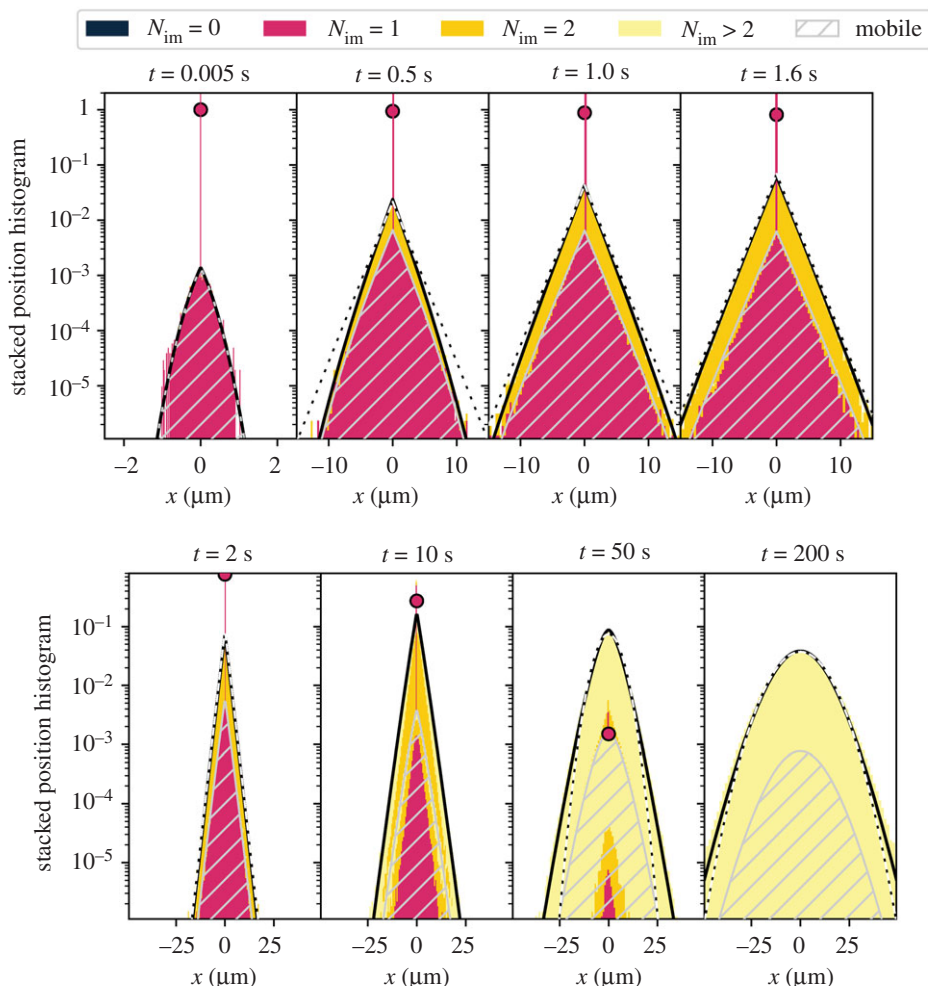 N_im = 0 N_im = 1 N_im = 2 N_im > 2 mobile
t = 0.005 s t = 0.5 s t = 1.0 s t = 1.6 s
stacked position histogram
1
10⁻¹
10⁻²
10⁻³
10⁻⁴
10⁻⁵
−2 0 2 −10 0 10 −10 0 10 −10 0 10
x (μm) x (μm) x (μm) x (μm)
t = 2 s t = 10 s t = 50 s t = 200 s
stacked position histogram
10⁻¹
10⁻²
10⁻³
10⁻⁴
10⁻⁵
−25 0 25 −25 0 25 −25 0 25 −25 0 25
x (μm) x (μm) x (μm) x (μm)